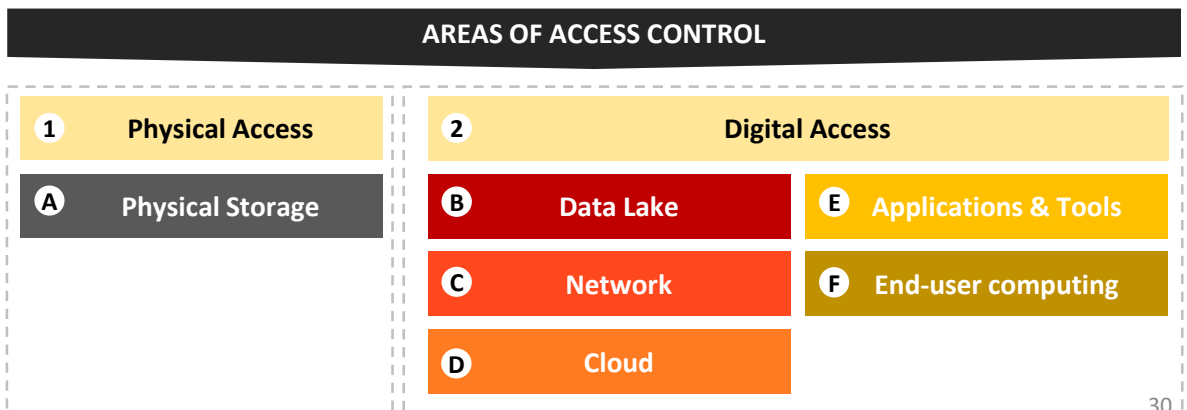 AREAS OF ACCESS CONTROL
1 Physical Access
A Physical Storage
2 Digital Access
B Data Lake
C Network
D Cloud
E Applications & Tools
F End-user computing
30